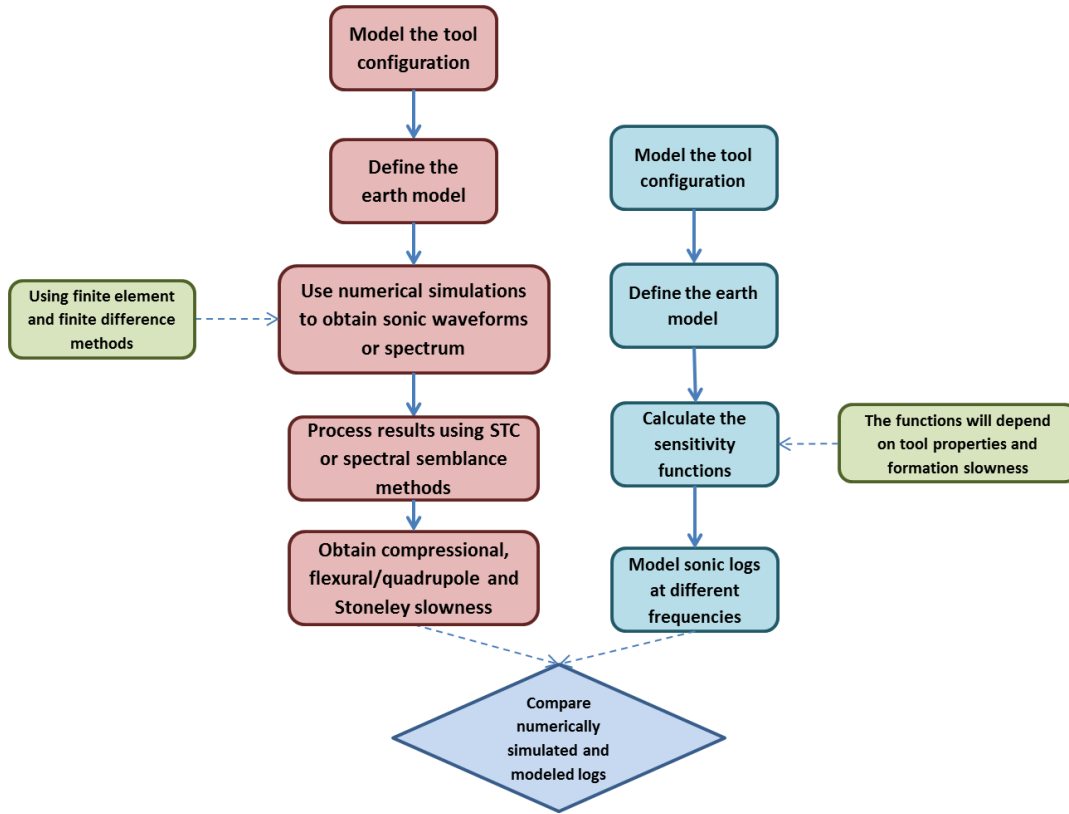 Model the tool
configuration
Define the
earth model
Using finite element
and finite difference
methods
Use numerical simulations
to obtain sonic waveforms
or spectrum
Process results using STC
or spectral semblance
methods
Obtain compressional,
flexural/quadrupole and
Stoneley slowness
Model the tool
configuration
Define the earth
model
Calculate the
sensitivity
functions
The functions will depend
on tool properties and
formation slowness
Model sonic logs
at different
frequencies
Compare
numerically
simulated and
modeled logs